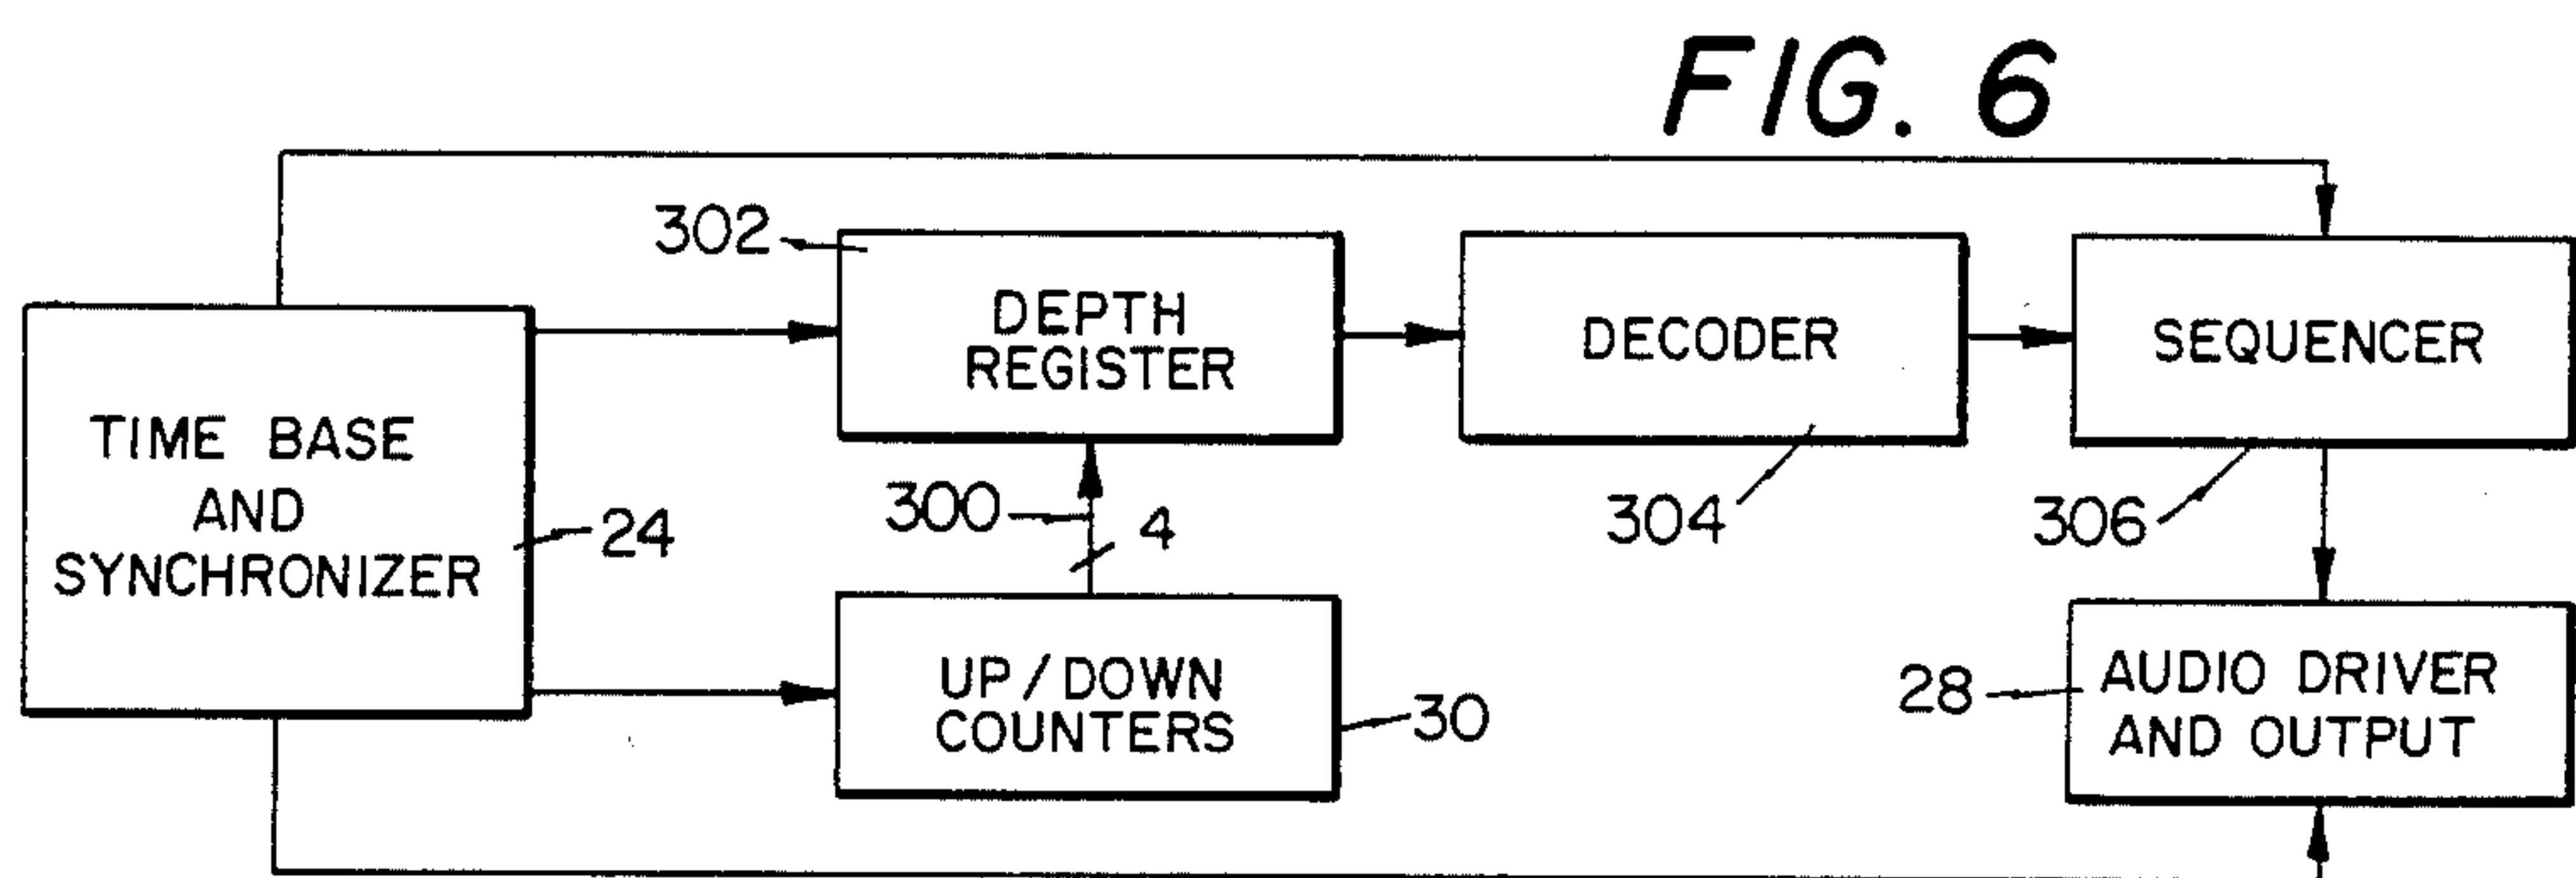 FIG. 6
302
DEPTH
REGISTER
DECODER
SEQUENCER
TIME BASE
AND
SYNCHRONIZER
24
300
4
304
306
UP/DOWN
COUNTERS
30
28
AUDIO DRIVER
AND OUTPUT